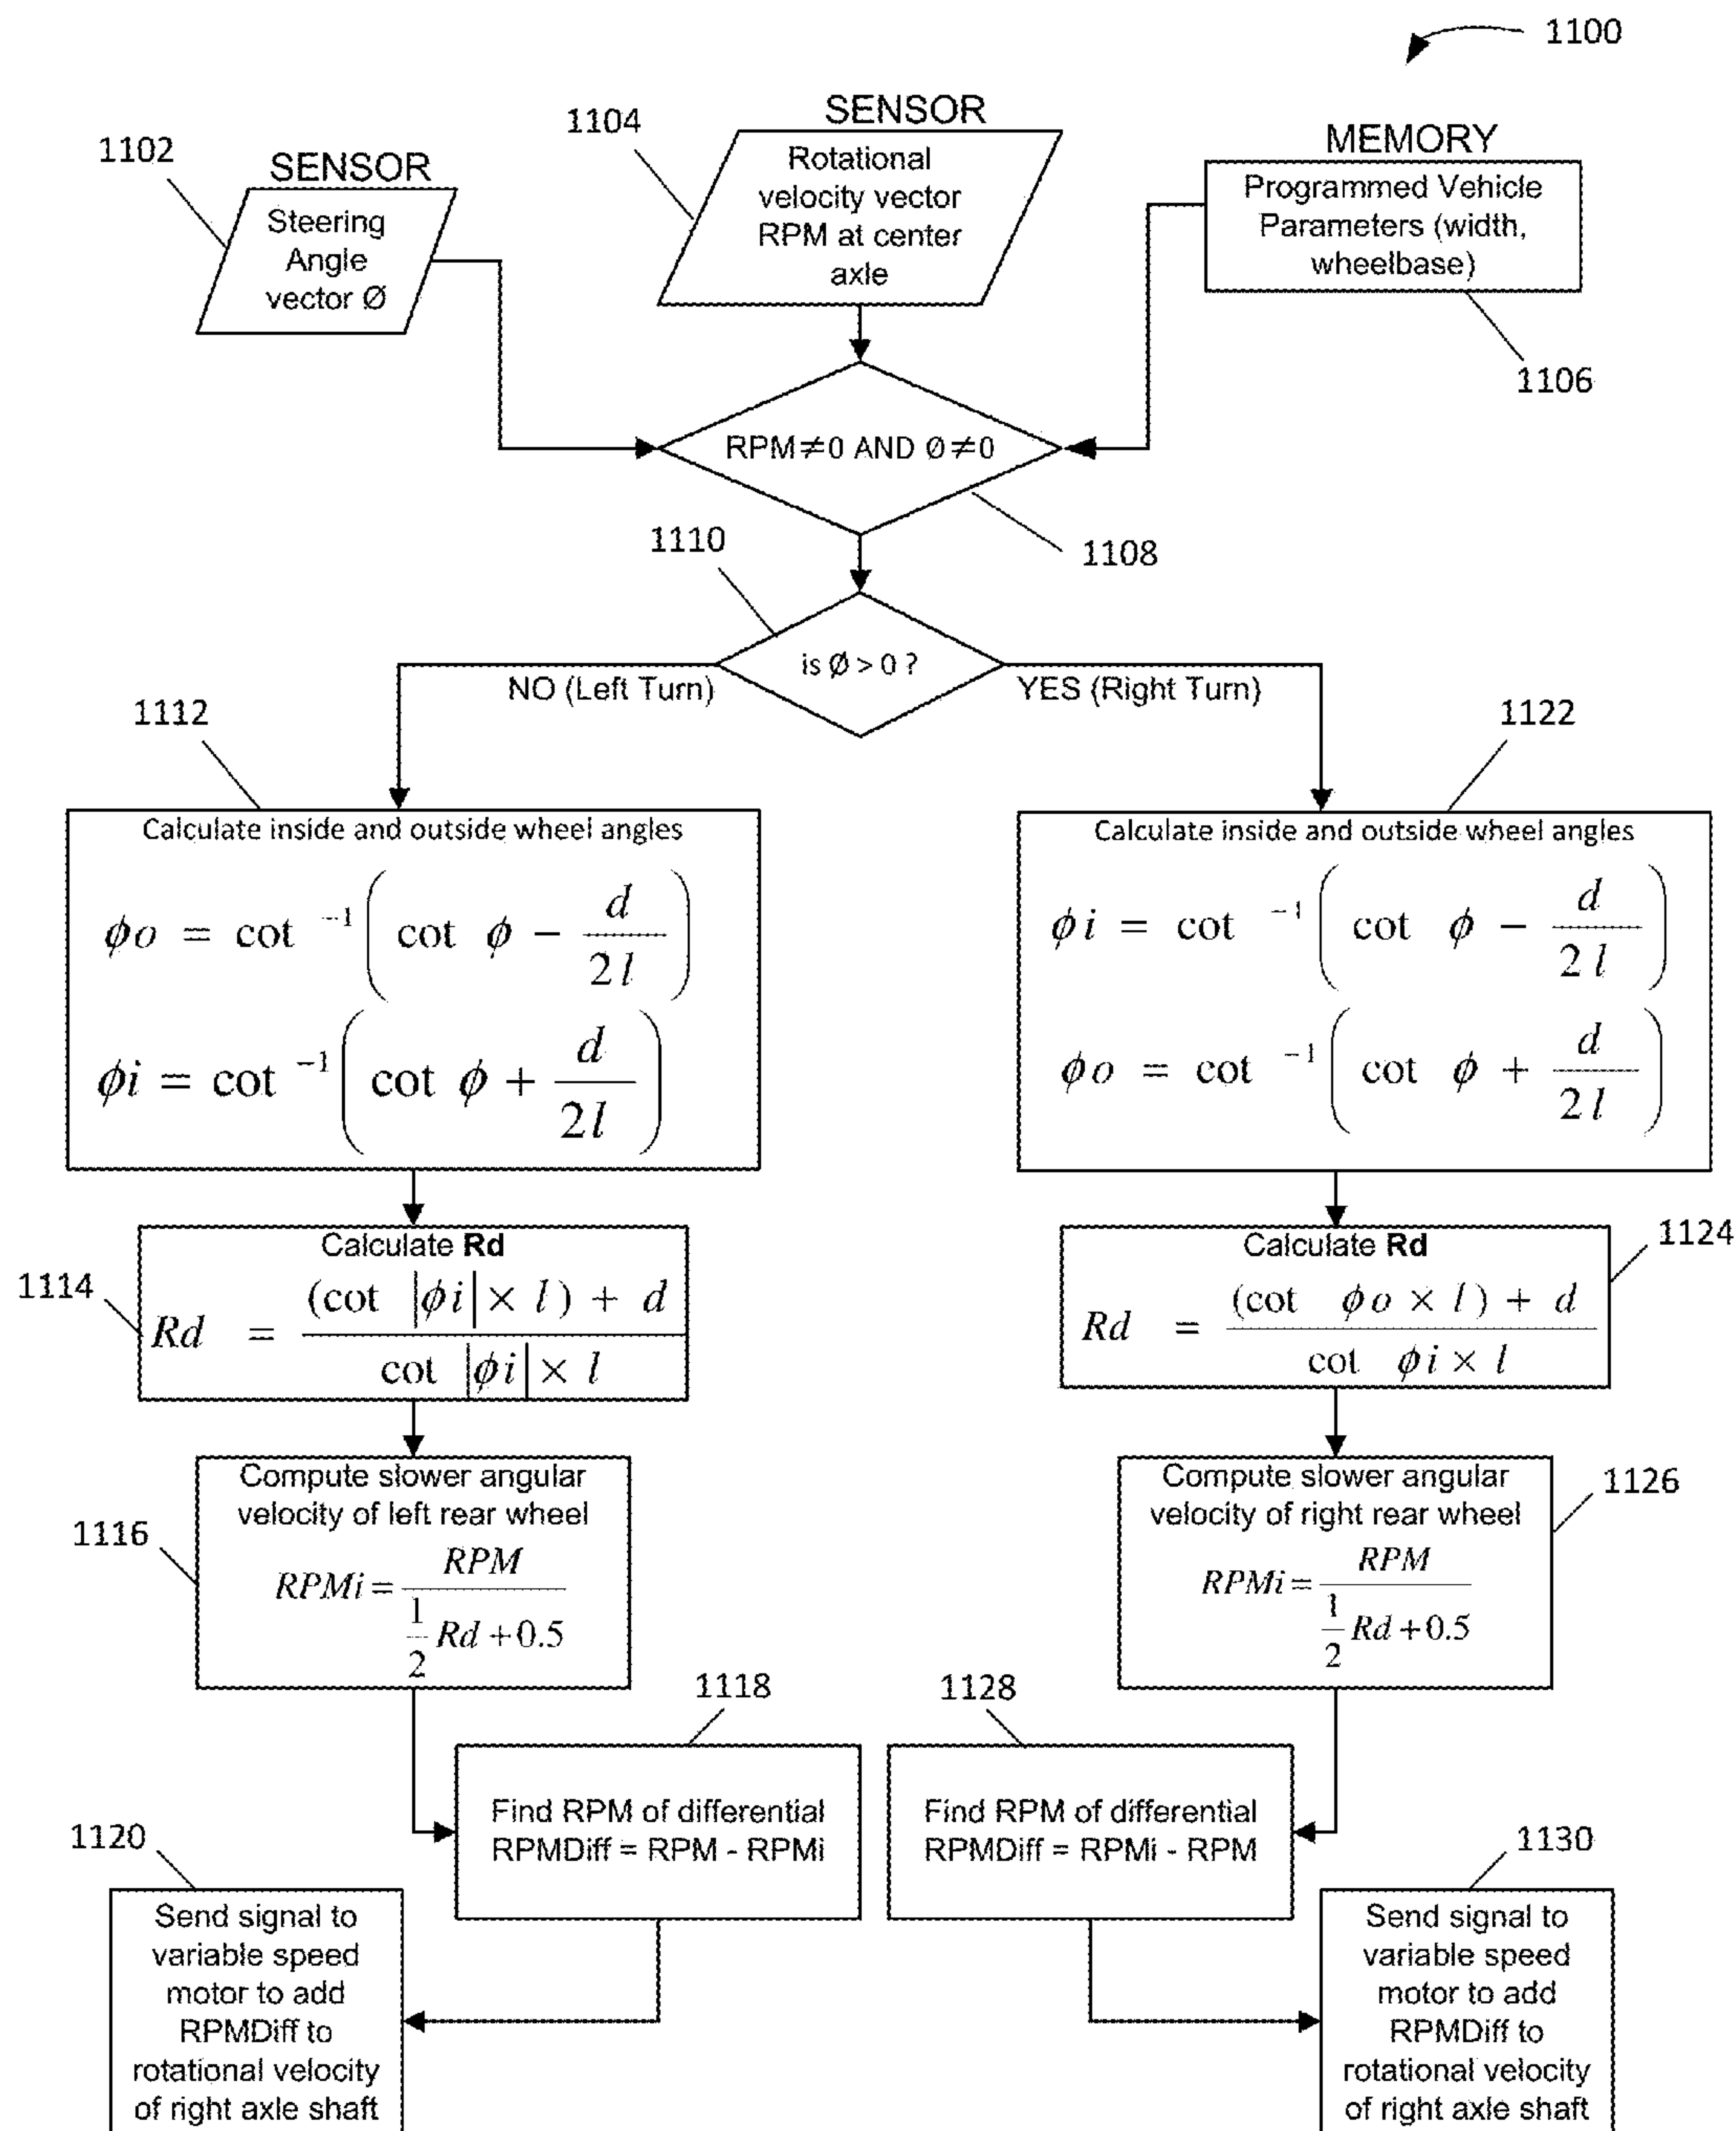 1100
1102
SENSOR
Steering
Angle
vector Ø
1104
SENSOR
Rotational
velocity vector
RPM at center
axle
MEMORY
Programmed Vehicle
Parameters (width,
wheelbase)
1106
RPM≠0 AND Ø≠0
1108
1110
is Ø > 0 ?
NO (Left Turn)
YES (Right Turn)
1112
Calculate inside and outside wheel angles
ϕo = cot ⁻¹( cot ϕ − d/2l )
ϕi = cot ⁻¹( cot ϕ + d/2l )
1122
Calculate inside and outside wheel angles
ϕi = cot ⁻¹( cot ϕ − d/2l )
ϕo = cot ⁻¹( cot ϕ + d/2l )
1114
Calculate Rd
Rd = (cot |ϕi| × l) + d / cot |ϕi| × l
1124
Calculate Rd
Rd = (cot ϕo × l) + d / cot ϕi × l
1116
Compute slower angular
velocity of left rear wheel
RPMi = RPM / 1/2 Rd + 0.5
1126
Compute slower angular
velocity of right rear wheel
RPMi = RPM / 1/2 Rd + 0.5
1118
Find RPM of differential
RPMDiff = RPM - RPMi
1128
Find RPM of differential
RPMDiff = RPMi - RPM
1120
Send signal to
variable speed
motor to add
RPMDiff to
rotational velocity
of right axle shaft
1130
Send signal to
variable speed
motor to add
RPMDiff to
rotational velocity
of right axle shaft